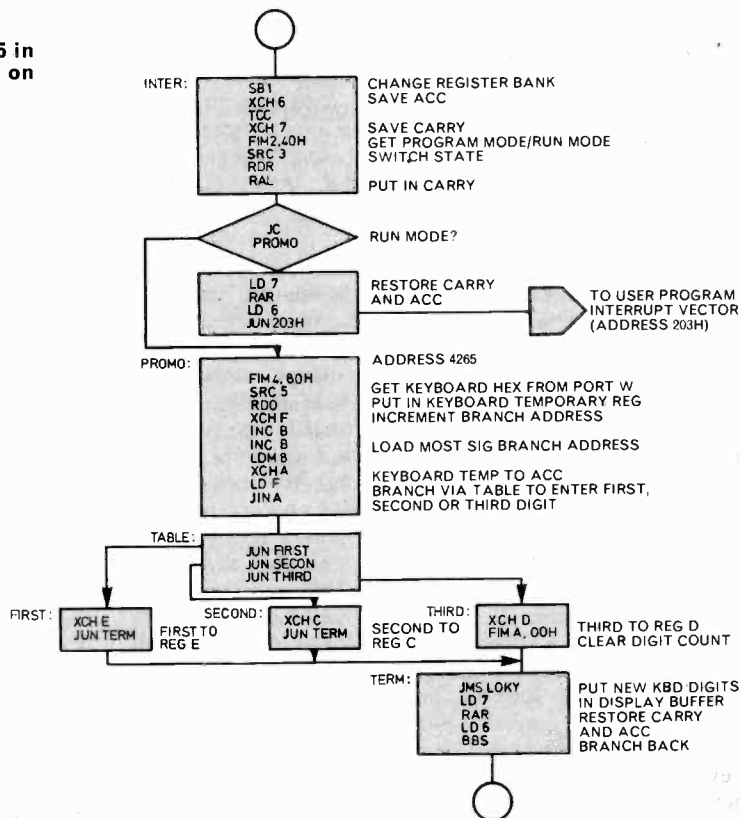 5 in
on
INTER:
SB1 CHANGE REGISTER BANK
XCH 6 SAVE ACC
TCC
XCH 7 SAVE CARRY
FIM2,40H GET PROGRAM MODE/RUN MODE
SRC 3 SWITCH STATE
RDR
RAL PUT IN CARRY
JC
PROMO
RUN MODE?
LD 7 RESTORE CARRY
RAR AND ACC
LD 6
JUN 203H
TO USER PROGRAM
INTERRUPT VECTOR
(ADDRESS 203H)
PROMO: ADDRESS 4265
FIM4, 80H GET KEYBOARD HEX FROM PORT W
SRC 5 PUT IN KEYBOARD TEMPORARY REG
RDO INCREMENT BRANCH ADDRESS
XCH F
INC B
INC B LOAD MOST SIG BRANCH ADDRESS
LDM 8
XCH A KEYBOARD TEMP TO ACC
LD F BRANCH VIA TABLE TO ENTER FIRST,
JIN A SECOND OR THIRD DIGIT
TABLE:
JUN FIRST
JUN SECON
JUN THIRD
FIRST:
XCH E
JUN TERM
FIRST TO
REG E
SECOND:
XCH C
JUN TERM
SECOND TO
REG C
THIRD:
XCH D
FIM A, 00H
THIRD TO REG D
CLEAR DIGIT COUNT
TERM:
JMS LOKY PUT NEW KBD DIGITS
LD 7 IN DISPLAY BUFFER
RAR RESTORE CARRY
LD 6 AND ACC
BBS BRANCH BACK